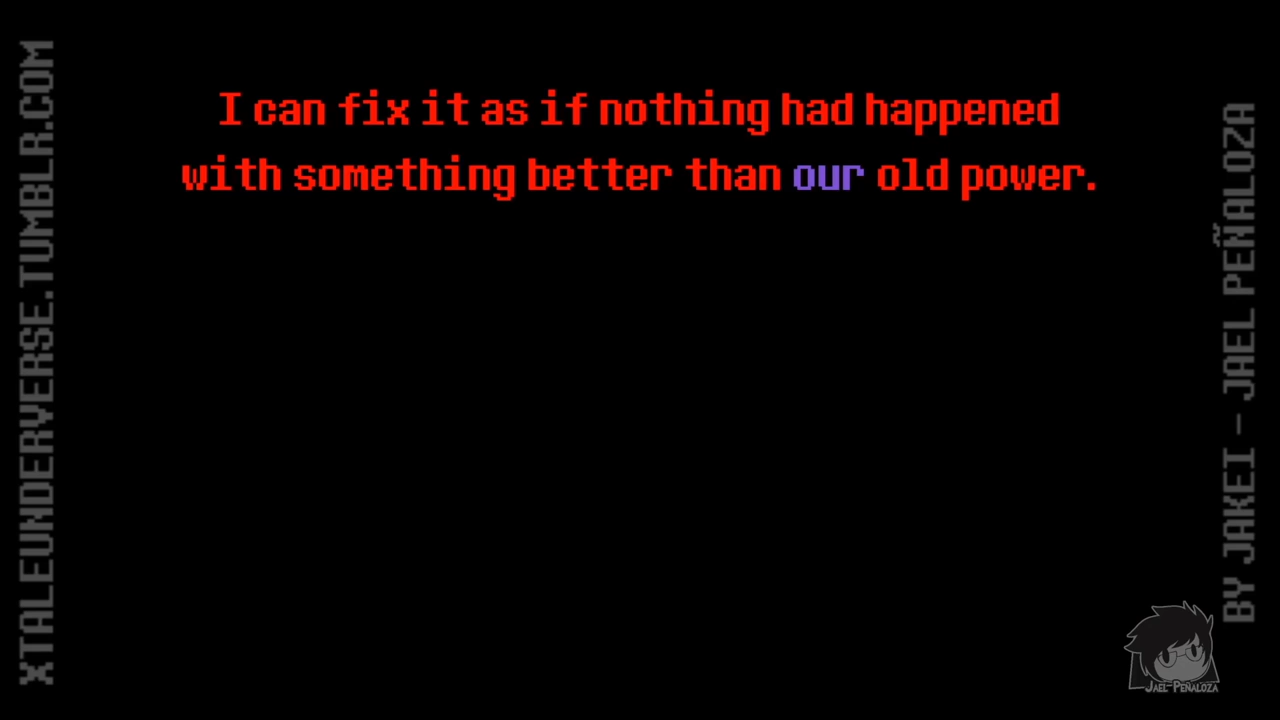 I can fix it as if nothing had happened
with something better than our old power.
XTALEUNDERVERSE.TUMBLR.COM
BY JAKEI - JAEL PEÑALOZA
JAEL-PEÑALOZA